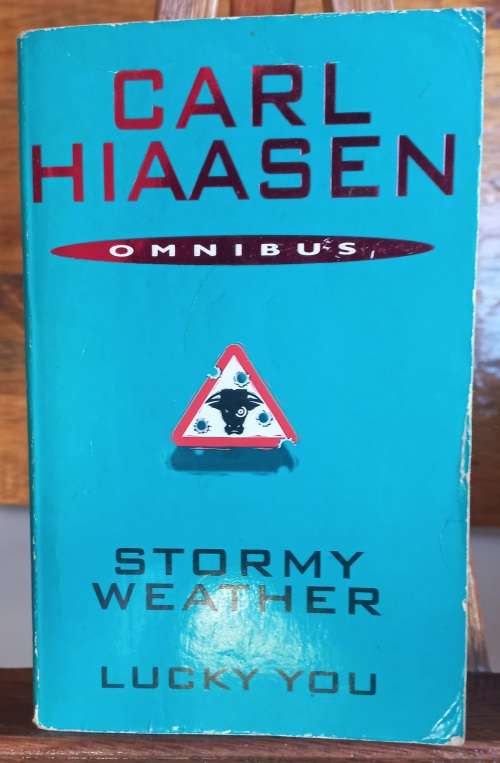 CARL
HIAASEN
OMNIBUS
STORMY
WEATHER
LUCKY YOU